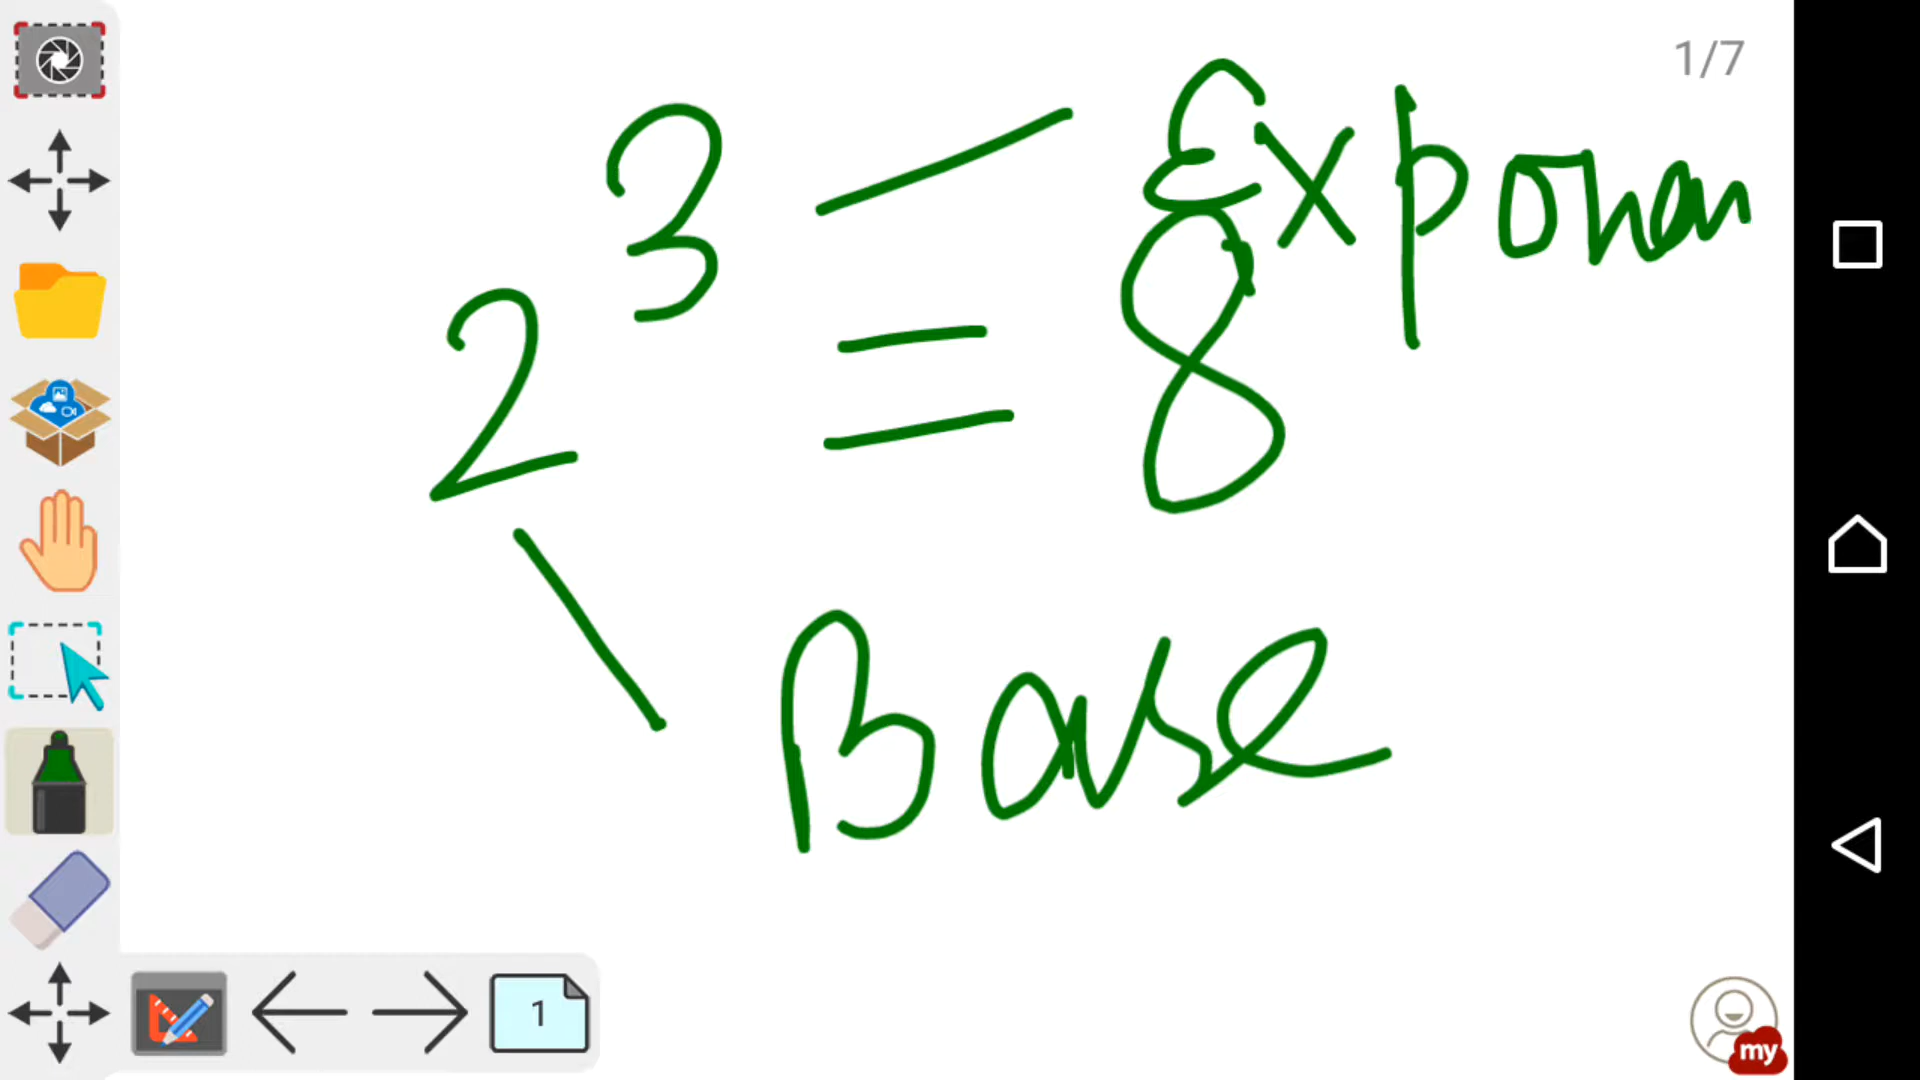 1/7
2³ — Exponen
= 8
Base
1
my